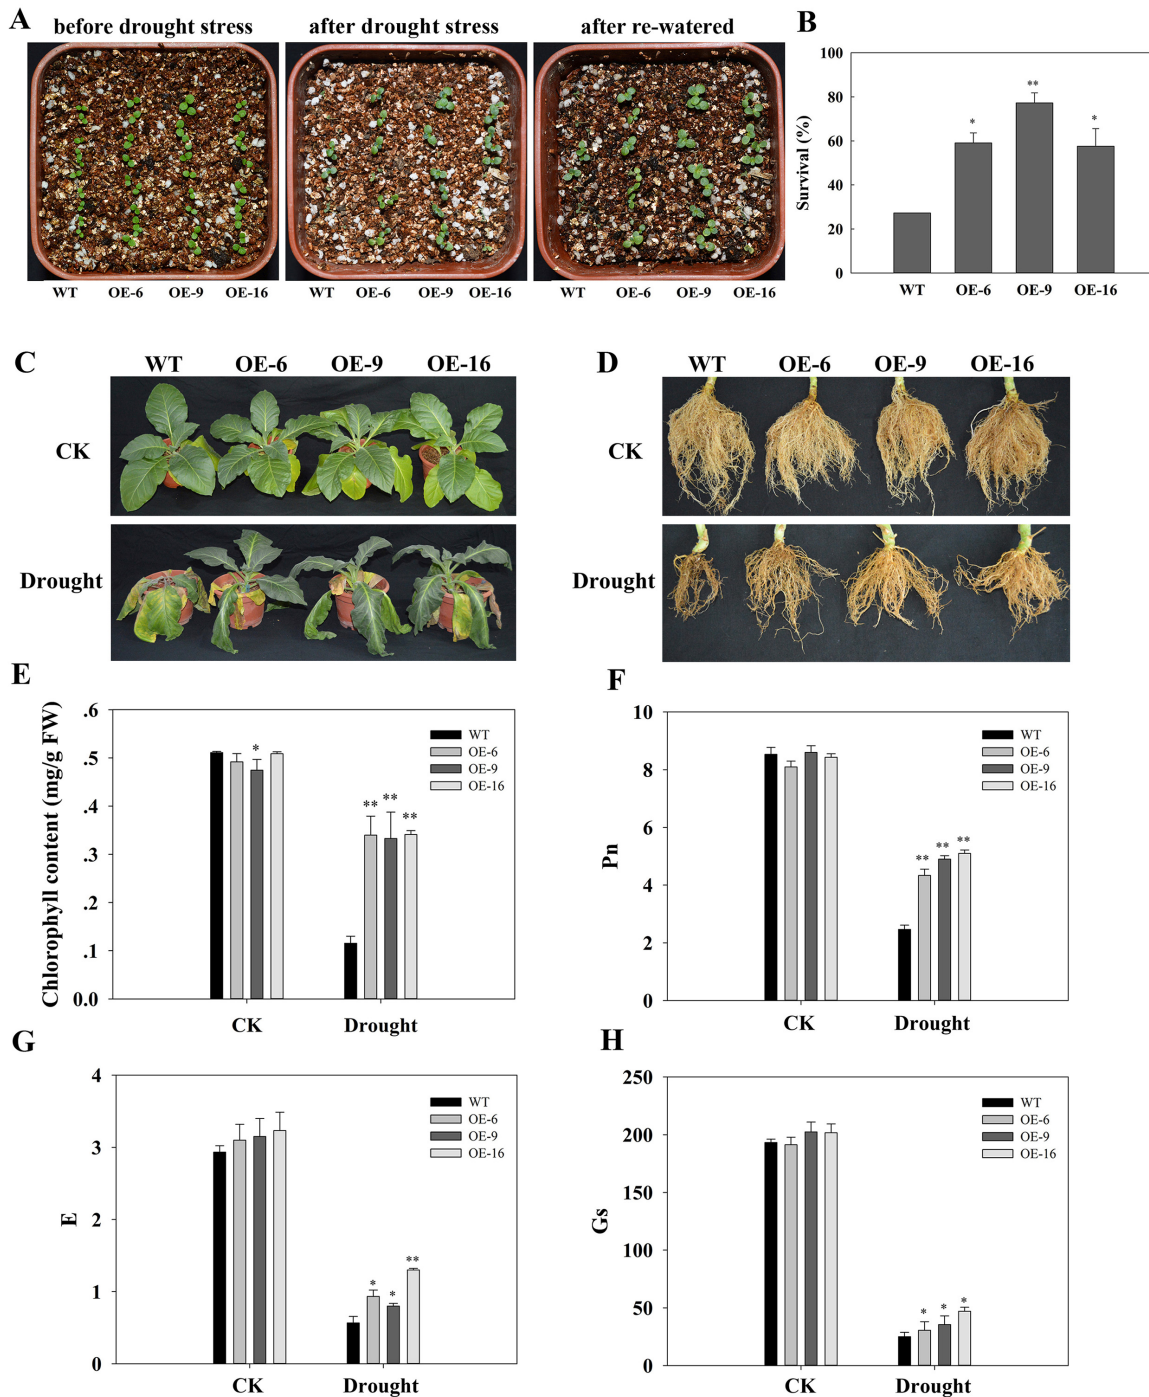 A
before drought stress after drought stress after re-watered
WT OE-6 OE-9 OE-16 WT OE-6 OE-9 OE-16 WT OE-6 OE-9 OE-16
B
Survival (%)
100
80
60
40
20
0
* ** *
WT OE-6 OE-9 OE-16
C
WT OE-6 OE-9 OE-16
CK
Drought
D
WT OE-6 OE-9 OE-16
CK
Drought
E
Chlorophyll content (mg/g FW)
.6
.5
.4
.3
.2
.1
0.0
*
** ** **
WT
OE-6
OE-9
OE-16
CK Drought
F
Pn
10
8
6
4
2
0
** ** **
WT
OE-6
OE-9
OE-16
CK Drought
G
E
4
3
2
1
0
* * **
WT
OE-6
OE-9
OE-16
CK Drought
H
Gs
250
200
150
100
50
0
* * *
WT
OE-6
OE-9
OE-16
CK Drought